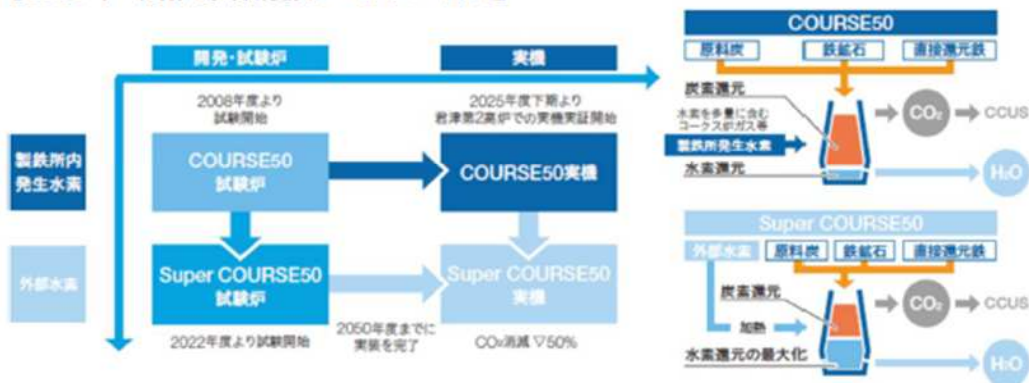 開発・試験炉
実機
2008年度より
試験開始
2025年度下期より
君津第2高炉での実機実証開始
製鉄所内
発生水素
COURSE50
試験炉
COURSE50実機
外部水素
Super COURSE50
試験炉
Super COURSE50
実機
2022年度より試験開始
2050年度までに
実装を完了
CO₂削減 ▽50%
COURSE50
原料炭
鉄鉱石
直接還元鉄
炭素還元
水素を多量に含む
コークス炉ガス等
製鉄所発生水素
水素還元
CO₂
CCUS
H₂O
Super COURSE50
外部水素
原料炭
鉄鉱石
直接還元鉄
炭素還元
加熱
水素還元の最大化
CO₂
CCUS
H₂O